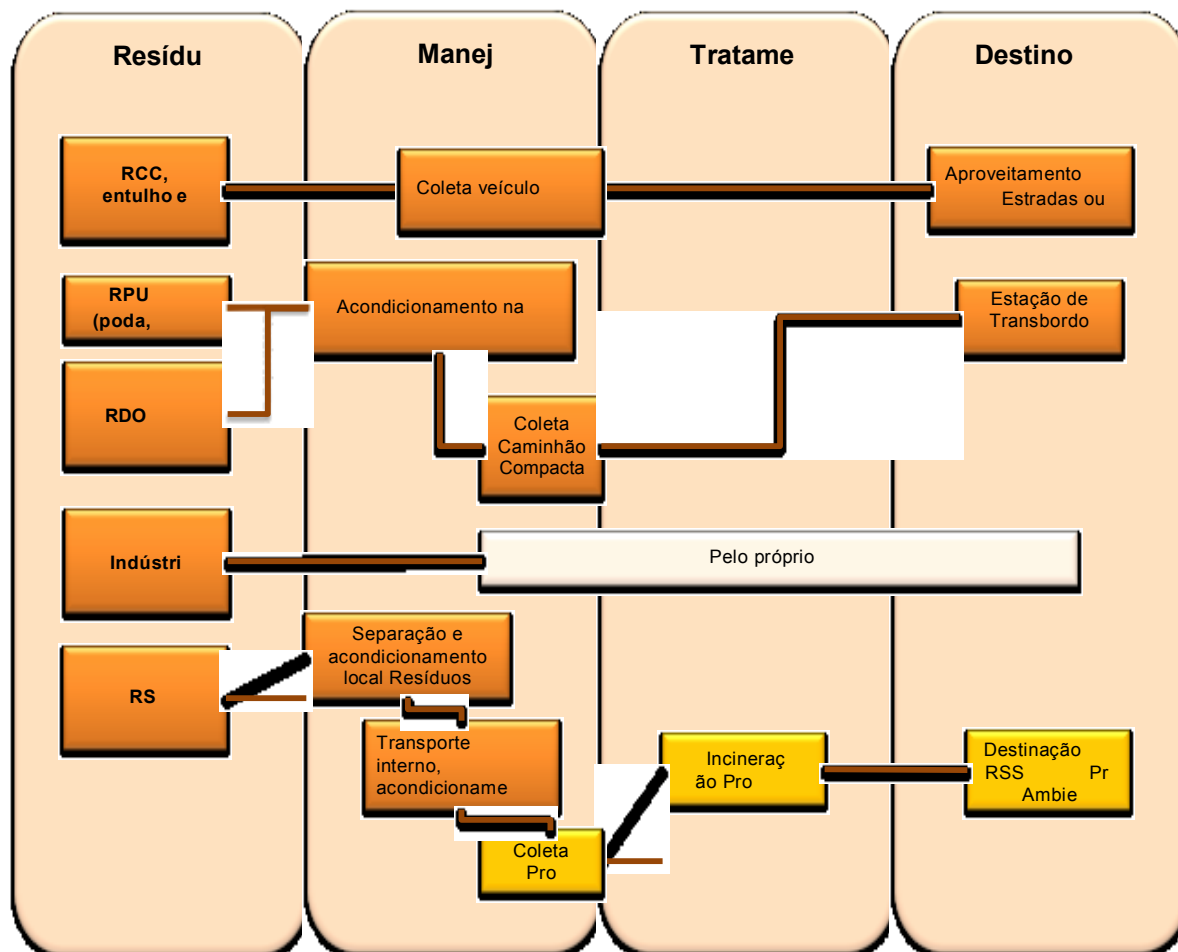 Resídu
Manej
Tratame
Destino
RCC,
entulho e
Coleta veículo
Aproveitamento
Estradas ou
RPU
(poda,
Acondicionamento na
Estação de
Transbordo
RDO
Coleta
Caminhão
Compacta
Indústri
Pelo próprio
RS
Separação e
acondicionamento
local Resíduos
Transporte
interno,
acondicioname
Incineraç
ão Pro
Destinação
RSS Pr
Ambie
Coleta
Pro